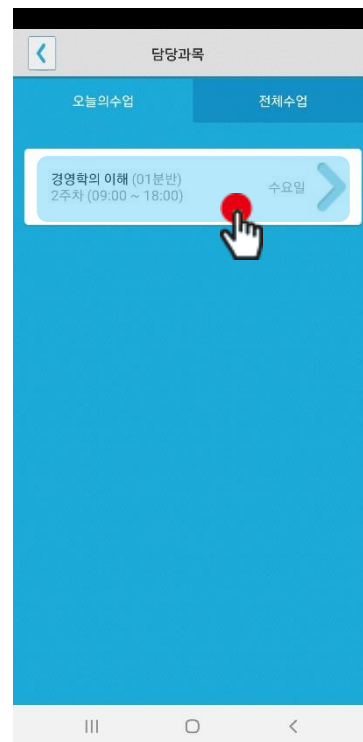 담당과목
오늘의수업 전체수업
경영학의 이해 (01분반)
2주차 (09:00 ~ 18:00)
수요일